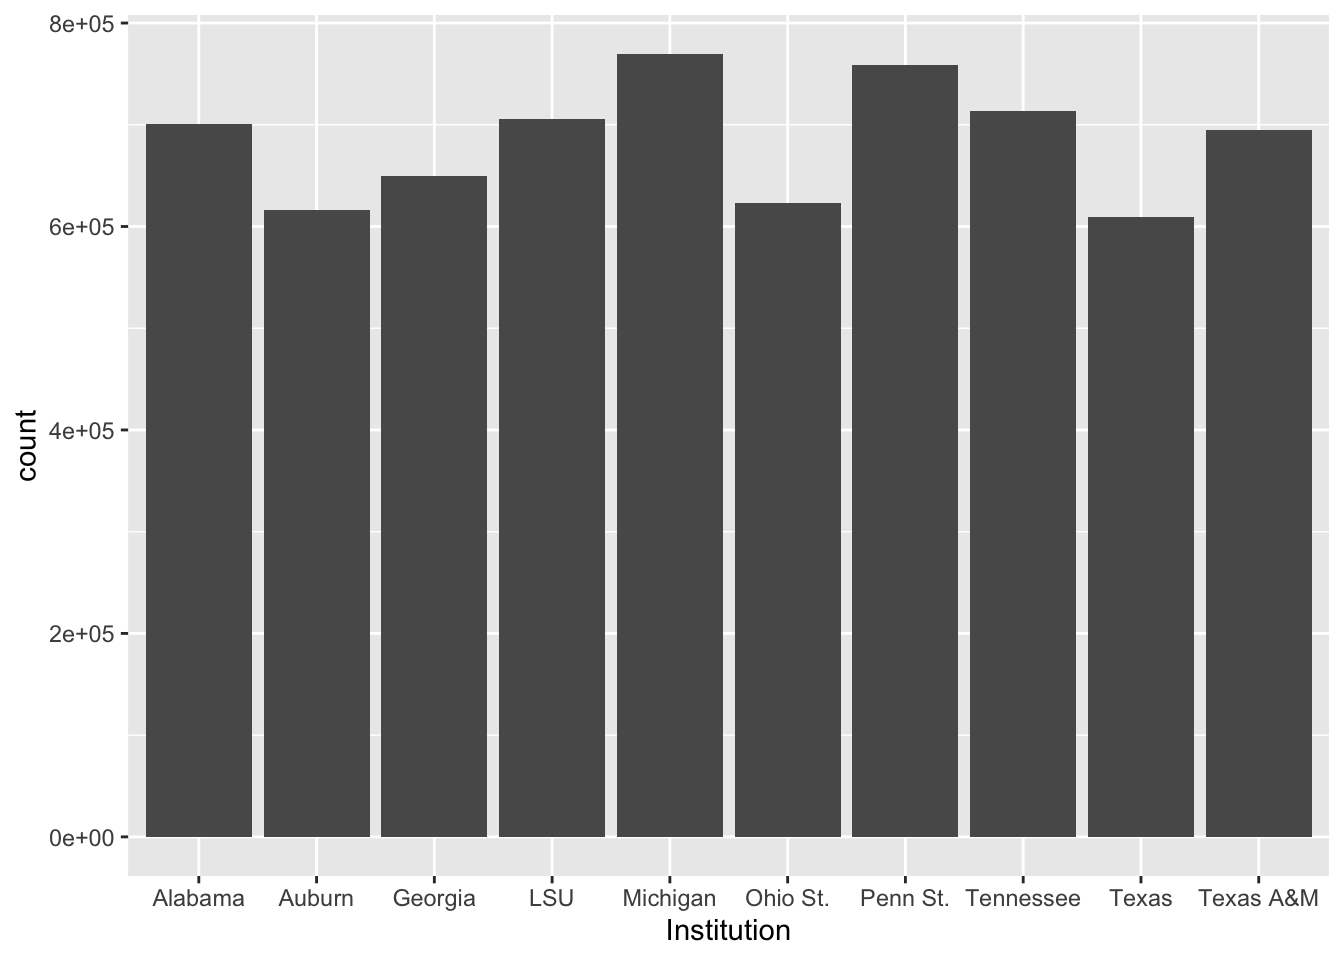 8e+05
6e+05
4e+05
2e+05
0e+00
count
Alabama Auburn Georgia LSU Michigan Ohio St. Penn St. Tennessee Texas Texas A&M
Institution